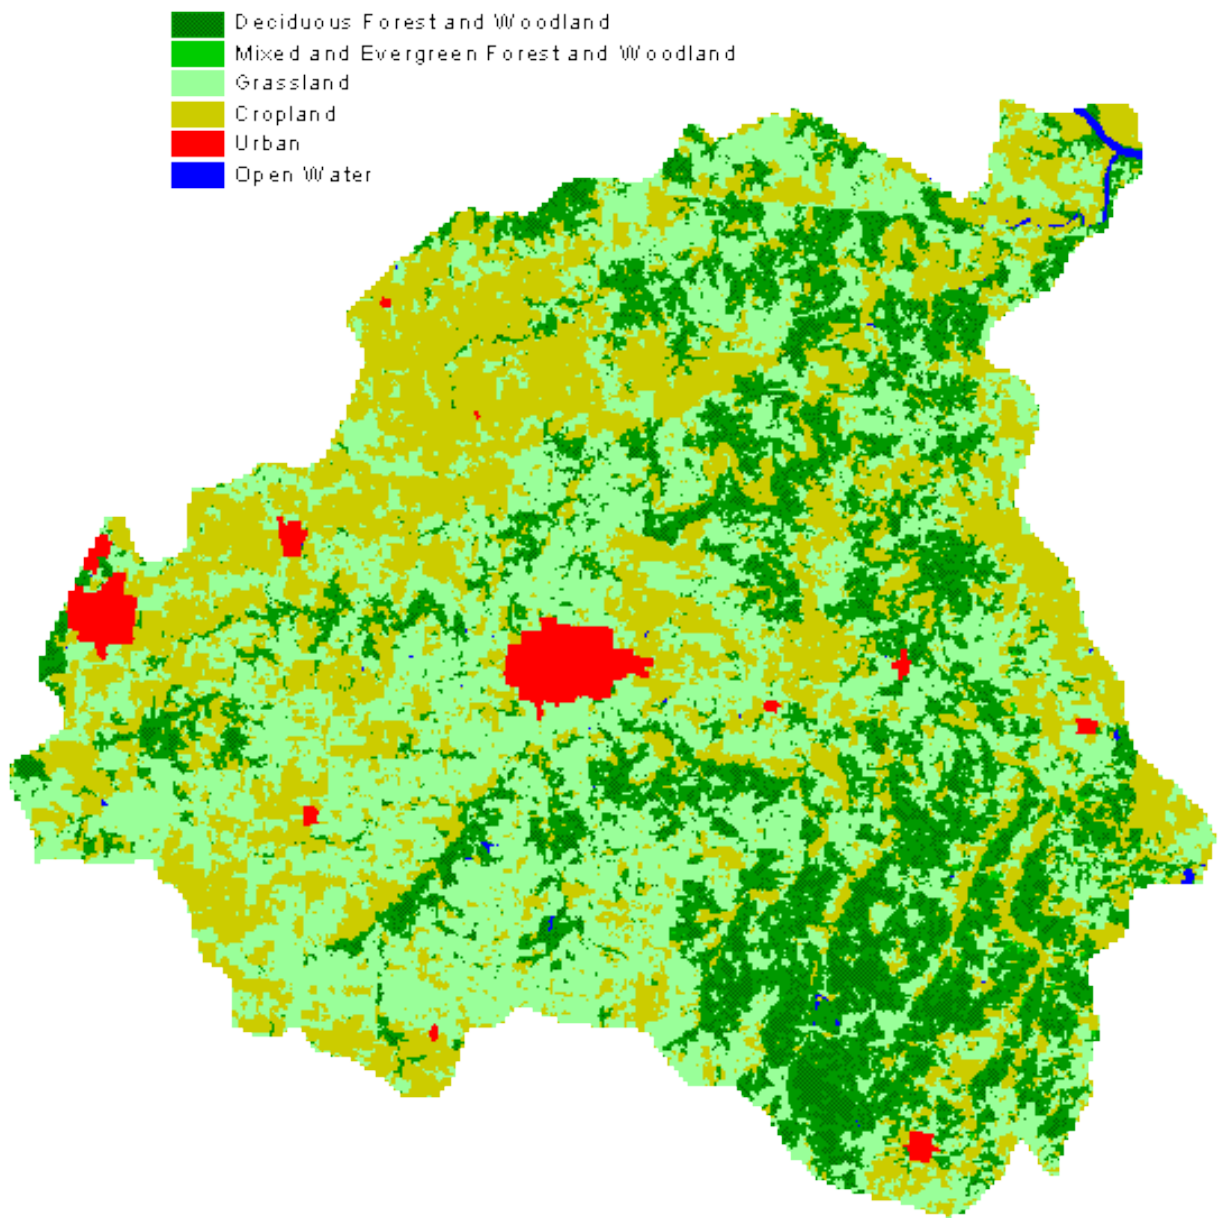 Deciduous Forest and Woodland
Mixed and Evergreen Forest and Woodland
Grassland
Cropland
Urban
Open Water